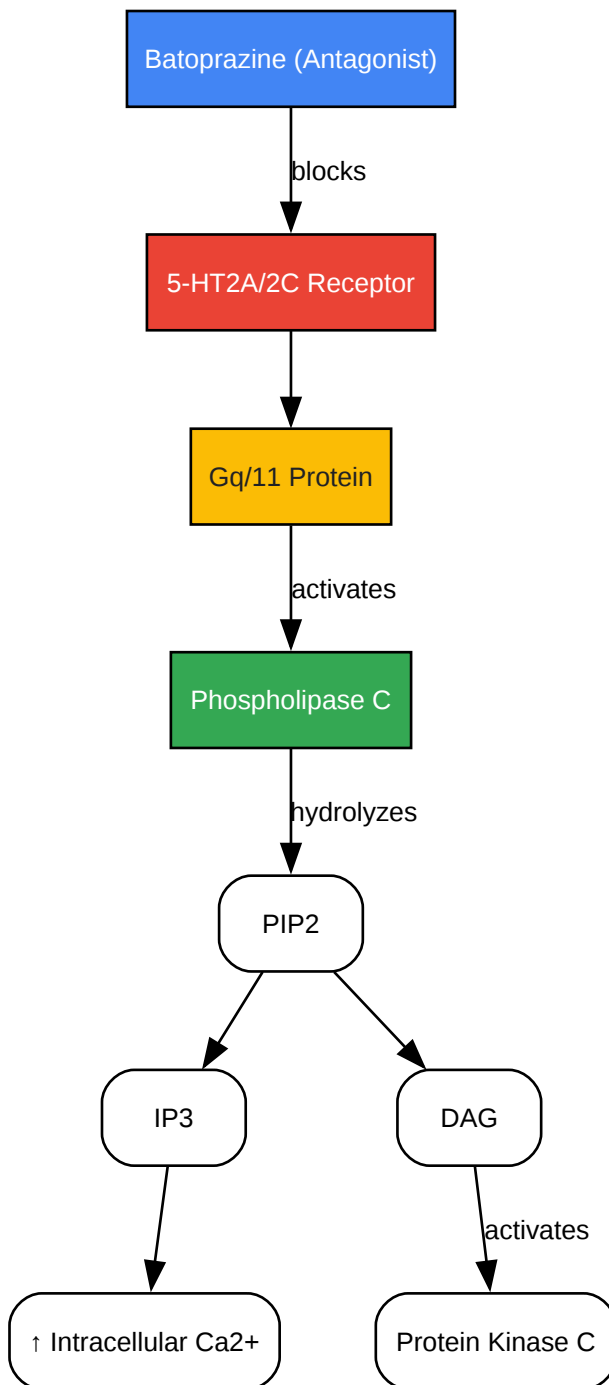 Batoprazine (Antagonist)
blocks
5-HT2A/2C Receptor
Gq/11 Protein
activates
Phospholipase C
hydrolyzes
PIP2
IP3
DAG
activates
↑ Intracellular Ca2+
Protein Kinase C